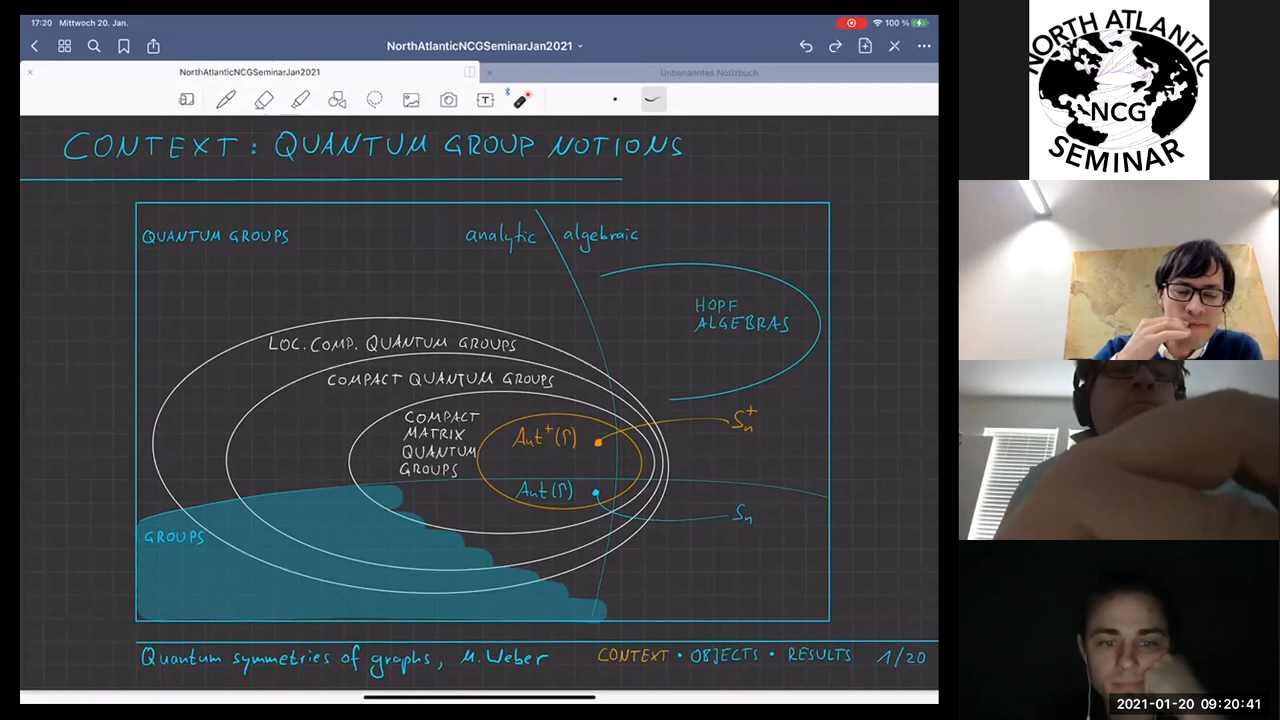 17:20 Mittwoch 20. Jan.
100 %
NorthAtlanticNCGSeminarJan2021
NorthAtlanticNCGSeminarJan2021
Unbenanntes Notizbuch
CONTEXT: QUANTUM GROUP NOTIONS
QUANTUM GROUPS
analytic
algebraic
HOPF
ALGEBRAS
LOC. COMP. QUANTUM GROUPS
COMPACT QUANTUM GROUPS
COMPACT
MATRIX
QUANTUM
GROUPS
Aut⁺(Γ)
Sₙ⁺
Aut(Γ)
Sₙ
GROUPS
Quantum symmetries of graphs, M. Weber
CONTEXT • OBJECTS • RESULTS 1/20
NORTH ATLANTIC
NCG
SEMINAR
2021-01-20 09:20:41